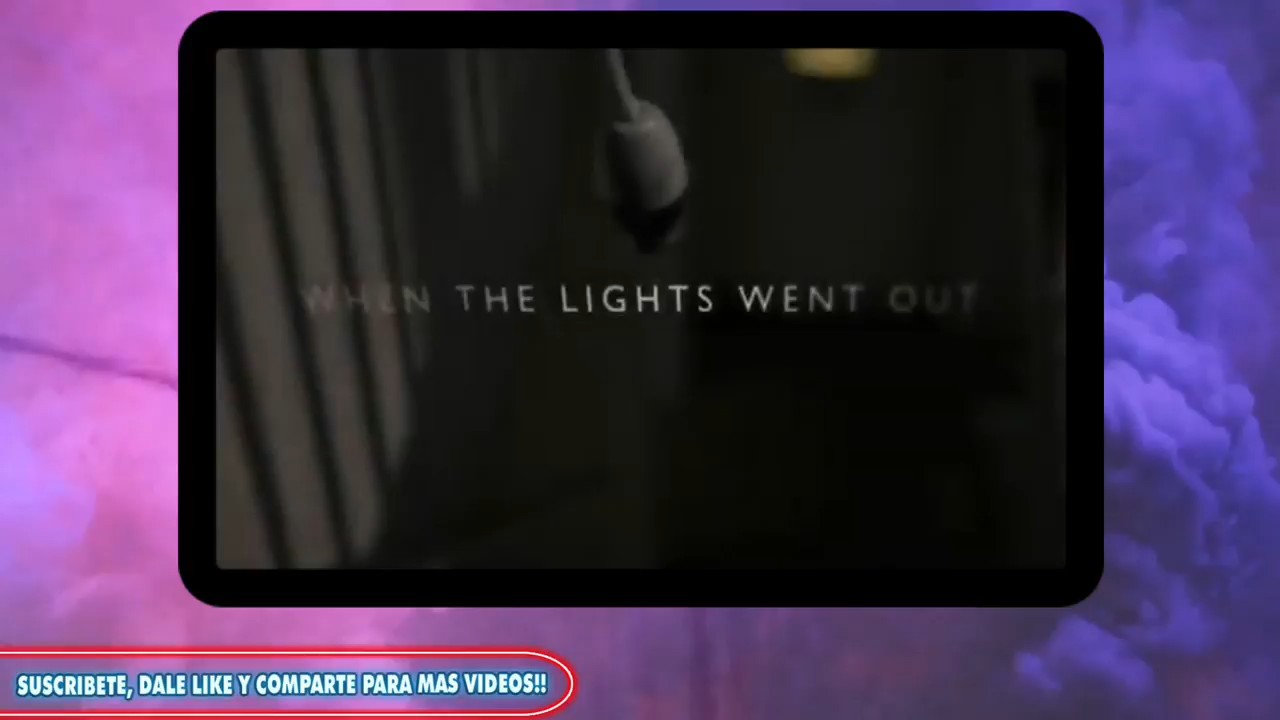 WHEN THE LIGHTS WENT OUT
SUSCRIBETE, DALE LIKE Y COMPARTE PARA MAS VIDEOS!!